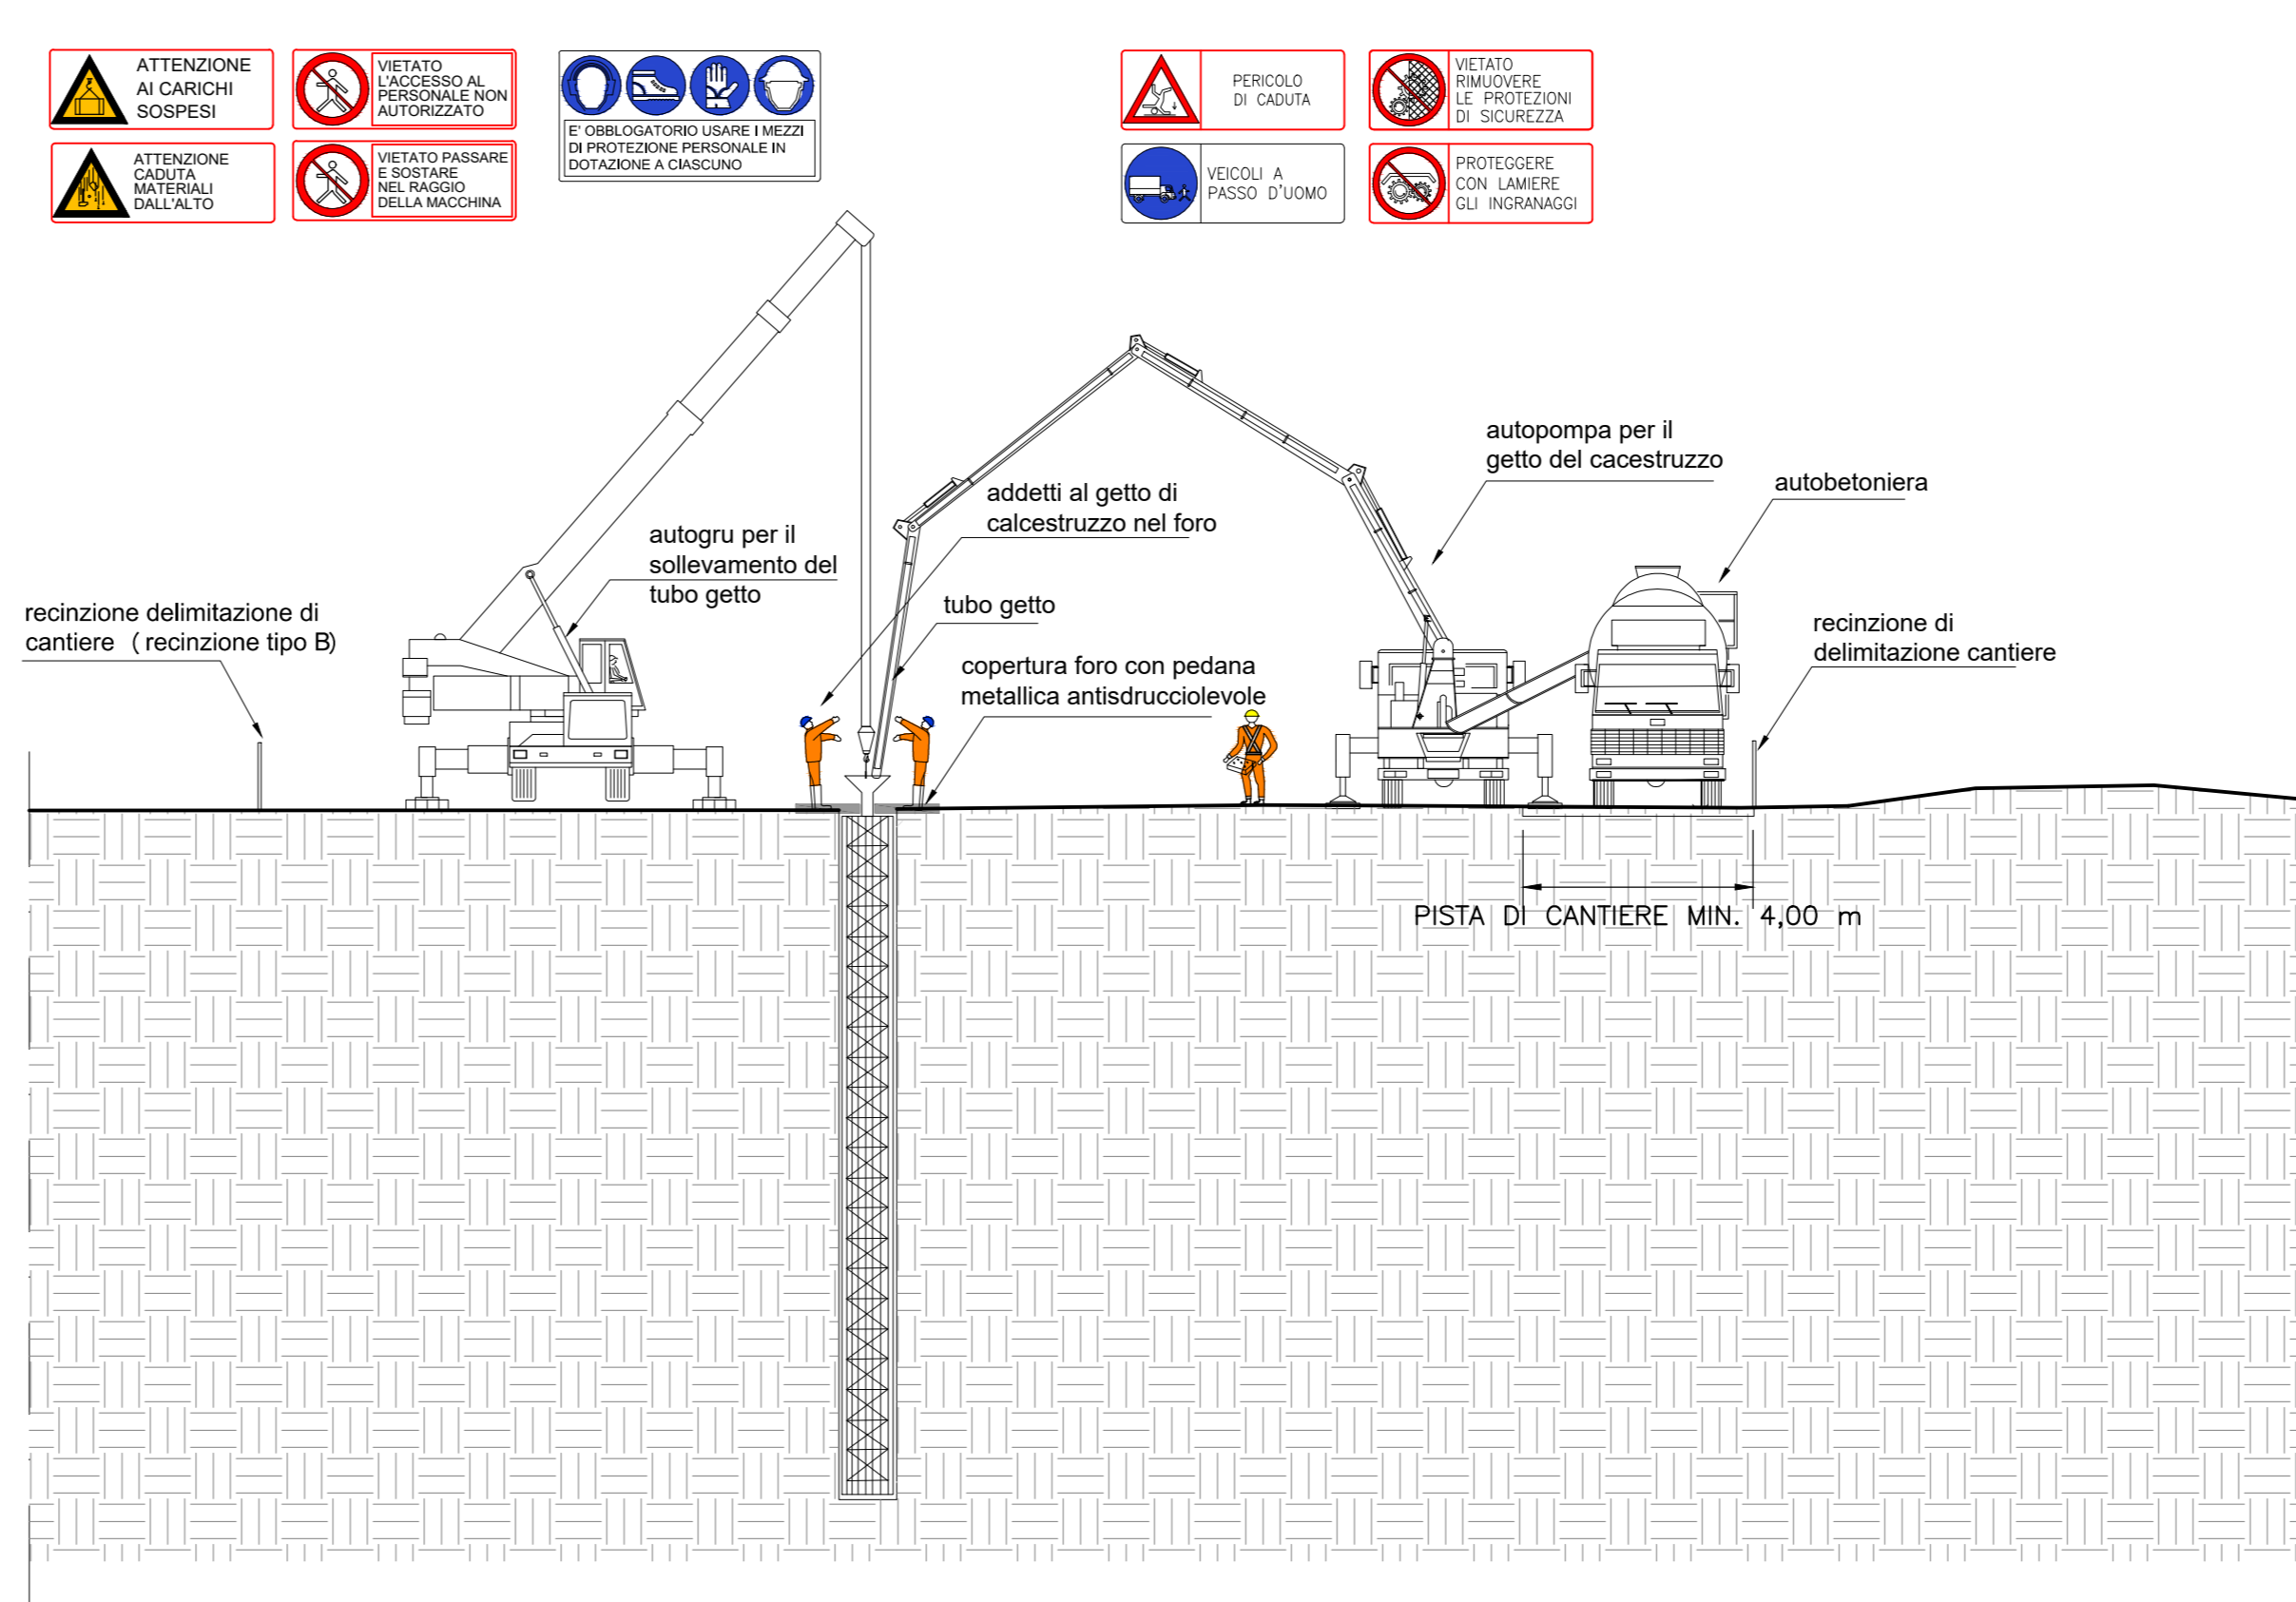 ATTENZIONE
AI CARICHI
SOSPESI
VIETATO
L'ACCESSO AL
PERSONALE NON
AUTORIZZATO
ATTENZIONE
CADUTA
MATERIALI
DALL'ALTO
VIETATO PASSARE
E SOSTARE
NEL RAGGIO
DELLA MACCHINA
E' OBBLOGATORIO USARE I MEZZI
DI PROTEZIONE PERSONALE IN
DOTAZIONE A CIASCUNO
PERICOLO
DI CADUTA
VIETATO
RIMUOVERE
LE PROTEZIONI
DI SICUREZZA
VEICOLI A
PASSO D'UOMO
PROTEGGERE
CON LAMIERE
GLI INGRANAGGI
autopompa per il
getto del cacestruzzo
autobetoniera
addetti al getto di
calcestruzzo nel foro
autogru per il
sollevamento del
tubo getto
tubo getto
recinzione delimitazione di
cantiere ( recinzione tipo B)
recinzione di
delimitazione cantiere
copertura foro con pedana
metallica antisdrucciolevole
PISTA DI CANTIERE MIN. 4,00 m